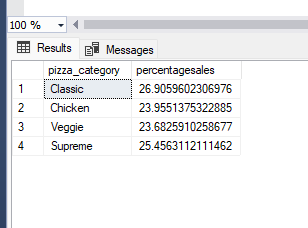 100 %
Results Messages
pizza_category percentagesales
1 Classic 26.9059602306976
2 Chicken 23.9551375322885
3 Veggie 23.6825910258677
4 Supreme 25.4563112111462